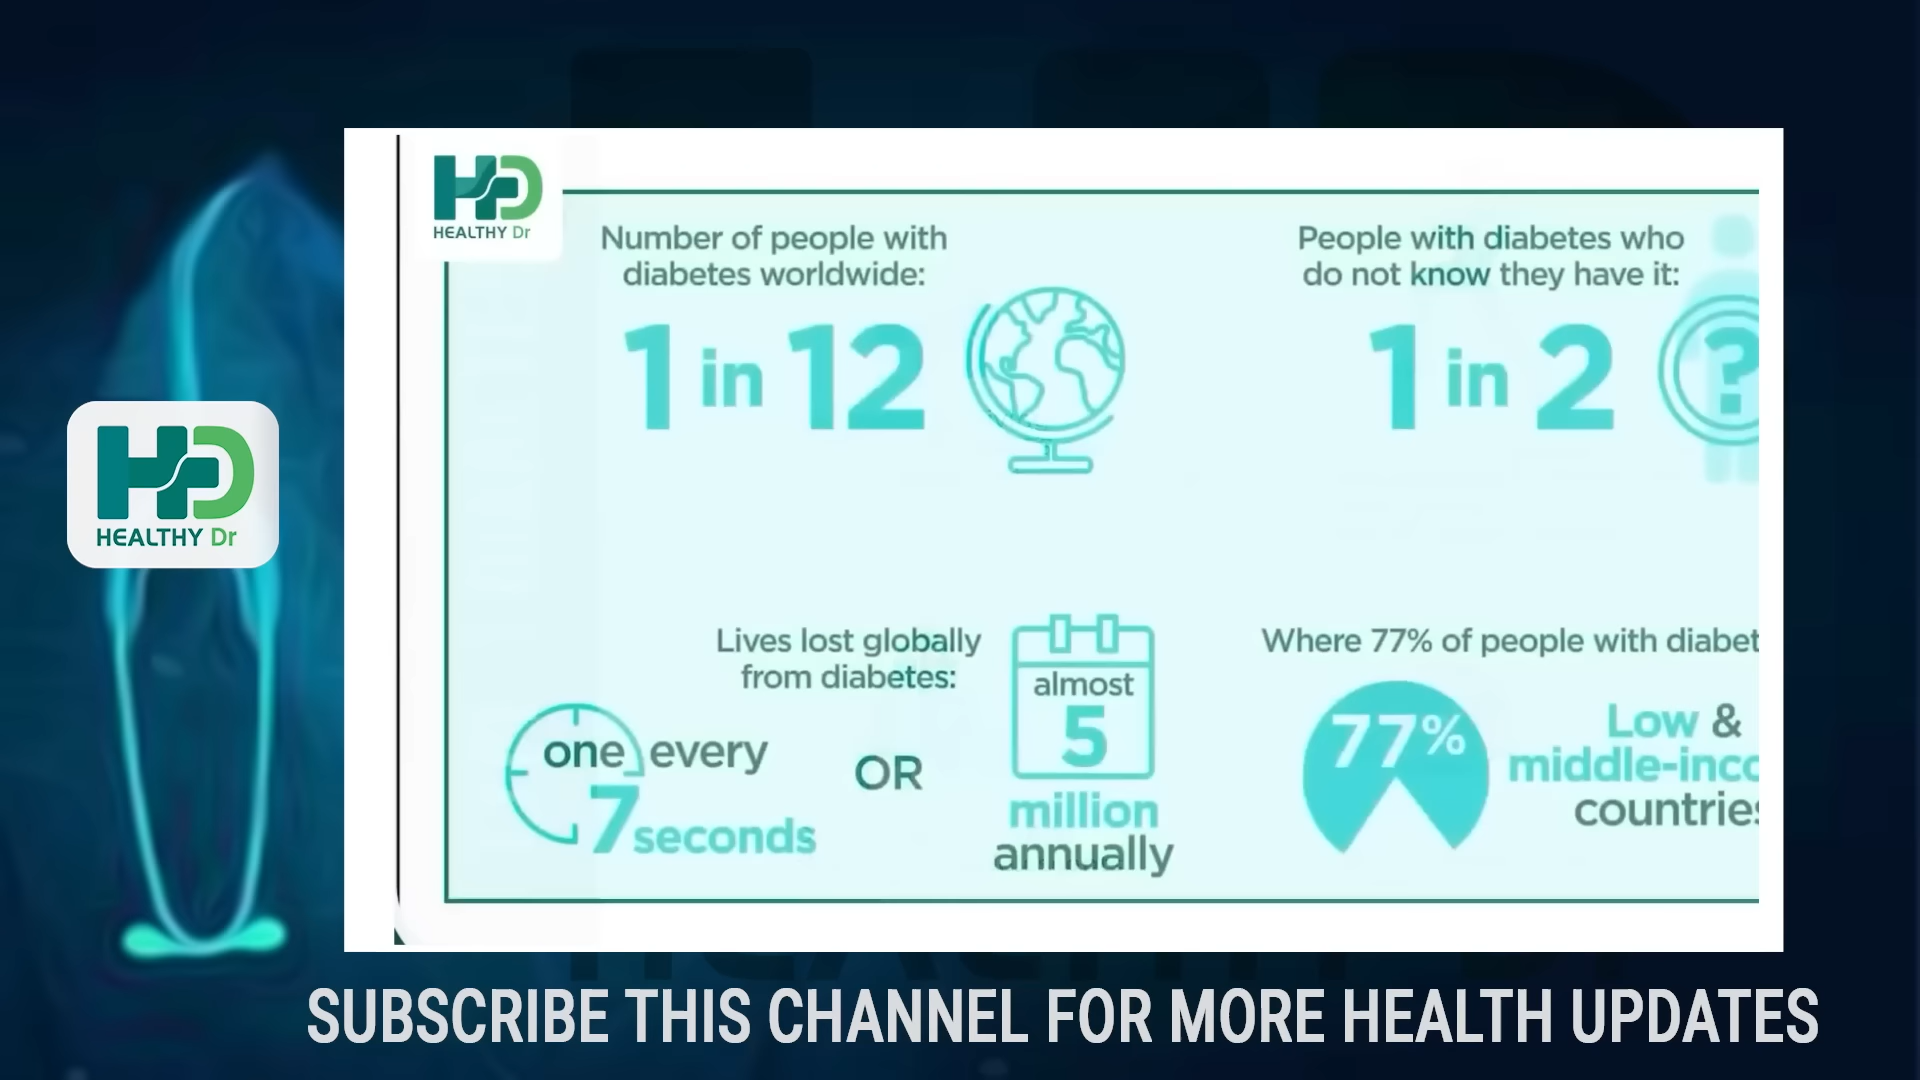 HD
HEALTHY Dr
Number of people with
diabetes worldwide:
1 in 12
People with diabetes who
do not know they have it:
1 in 2
?
HD
HEALTHY Dr
Lives lost globally
from diabetes:
one every
7 seconds
OR
almost
5
million
annually
Where 77% of people with diabet
77%
Low &
middle-inco
countries
SUBSCRIBE THIS CHANNEL FOR MORE HEALTH UPDATES